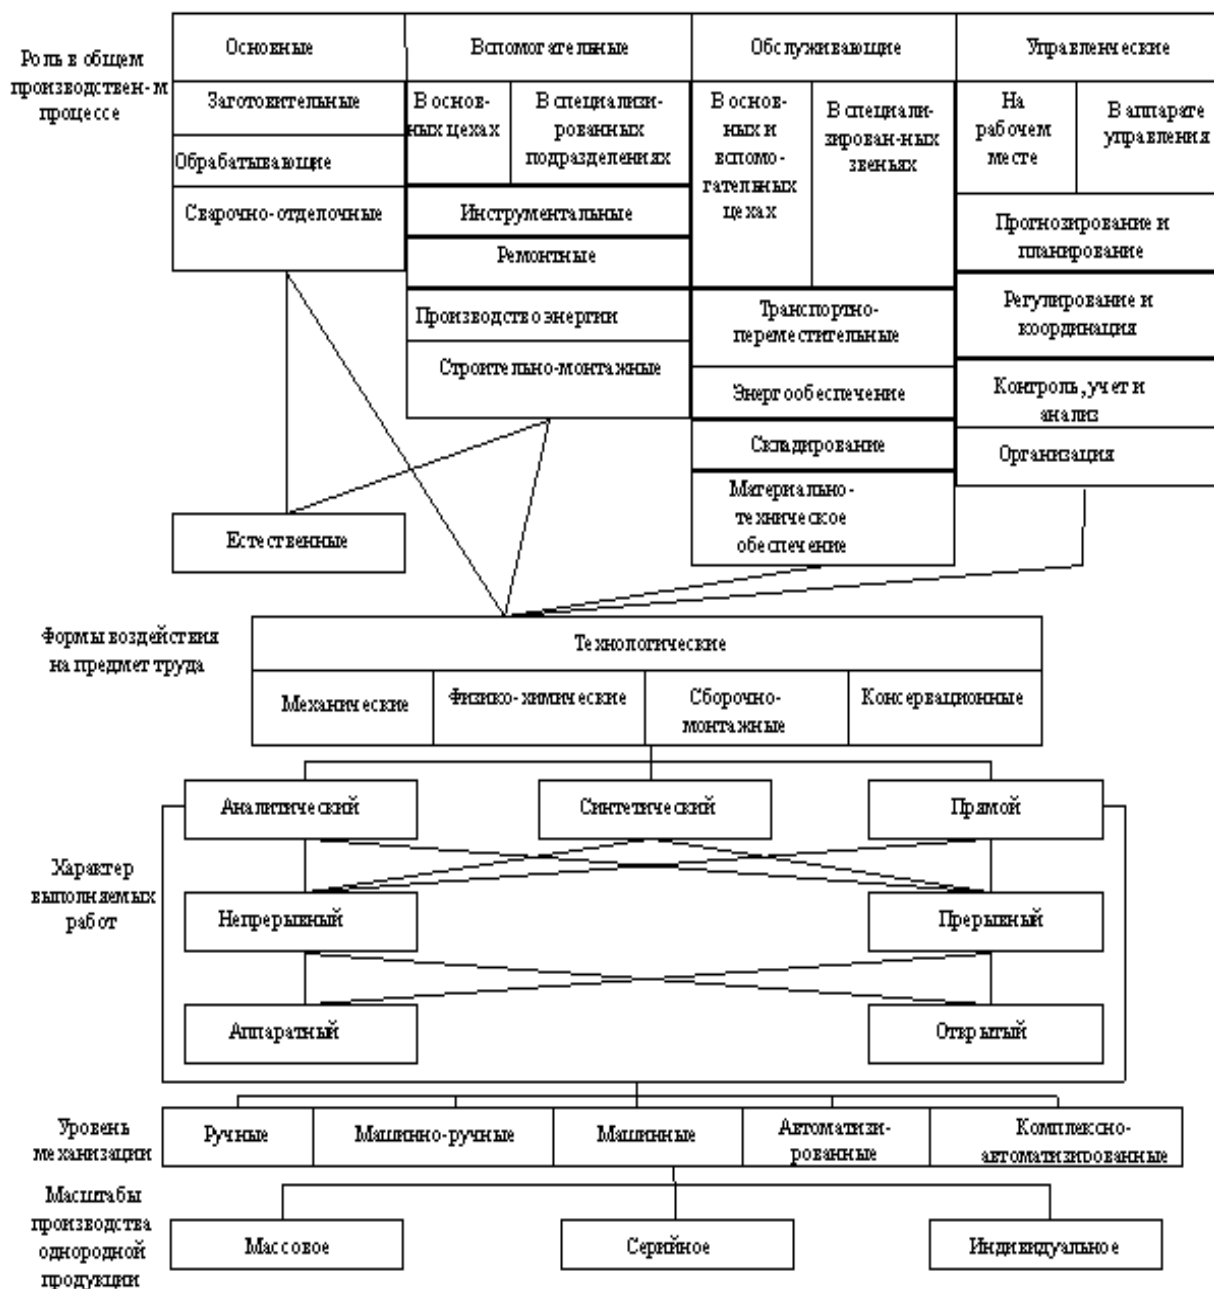 Роль в общем
производствен- м
процессе
Основные
Вспомогательные
Обслуживающие
Управленческие
Заготовительные
Обрабатывающие
Сварочно-отделочные
В основ-
ных цехах
В специализи-
рованных
подразделениях
Инструментальные
Ремонтные
Производство энергии
Строительно-монтажные
В основ-
ных и
вспомо-
гательных
цехах
В специали-
зирован-ных
звеньях
Транспортно-
переместительные
Энергообеспечение
Складирование
Материально-
техническое
обеспечение
На
рабочем
месте
В аппарате
управления
Прогнозирование и
планирование
Регулирование и
координация
Контроль, учет и
анализ
Организация
Естественные
Формы воздействия
на предмет труда
Технологические
Механические
Физико-химические
Сборочно-
монтажные
Консервационные
Характер
выполняемых
работ
Аналитический
Синтетический
Прямой
Непрерывный
Прерывный
Аппаратный
Открытый
Уровень
механизации
Ручные
Машинно-ручные
Машинные
Автоматизи-
рованные
Комплексно-
автоматизированные
Масштабы
производства
однородной
продукции
Массовое
Серийное
Индивидуальное